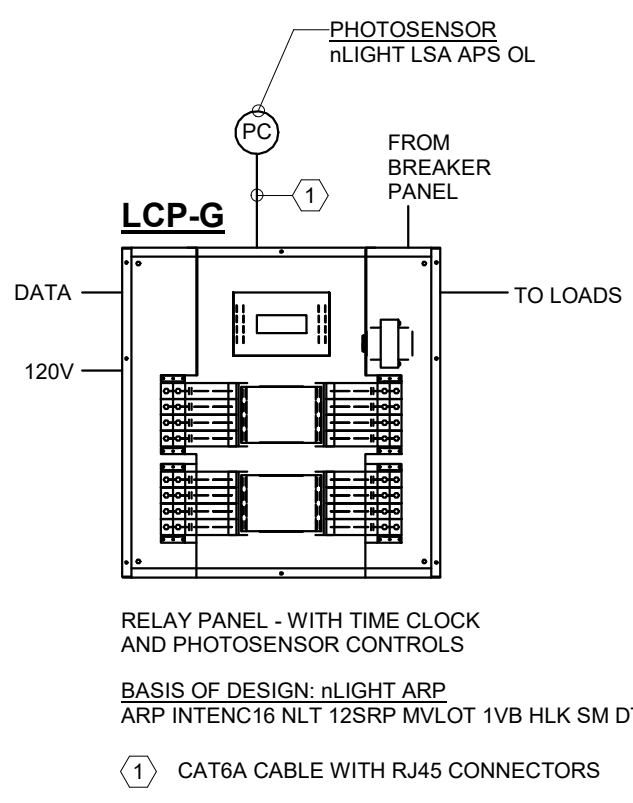 PHOTOSENSOR
nLIGHT LSA APS OL
PC
FROM
BREAKER
PANEL
1
LCP-G
DATA
TO LOADS
120V
RELAY PANEL - WITH TIME CLOCK
AND PHOTOSENSOR CONTROLS
BASIS OF DESIGN: nLIGHT ARP
ARP INTENC16 NLT 12SRP MVLOT 1VB HLK SM
1 CAT6A CABLE WITH RJ45 CONNECTORS